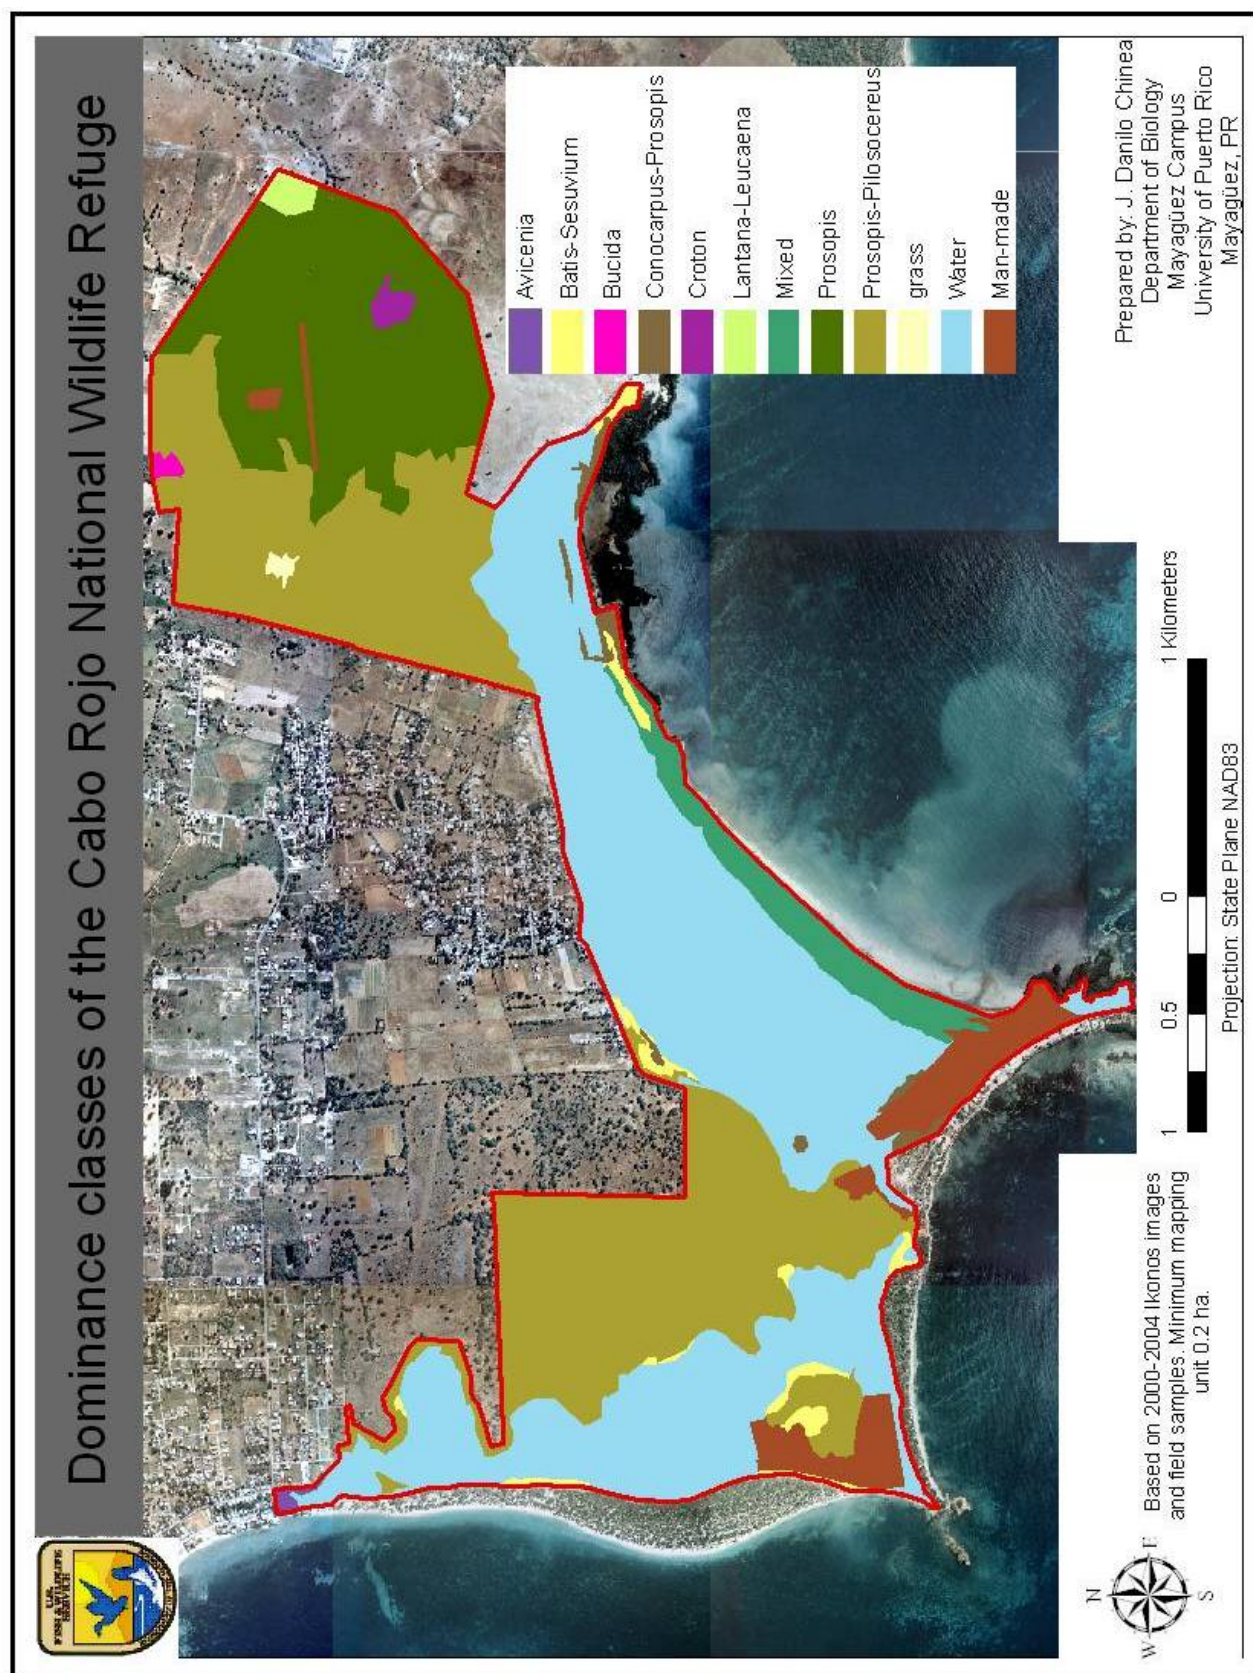 Dominance classes of the Cabo Rojo National Wildlife Refuge
Avicenia
Batis-Sesuvium
Bucida
Conocarpus-Prosopis
Croton
Lantana-Leucaena
Mixed
Prosopis
Prosopis-Pilosocereus
grass
Water
Man-made
N
W
E
S
Based on 2000-2004 Ikonos images
and field samples. Minimum mapping
unit 0.2 ha.
1 0.5 0 1 Kilometers
Projection: State Plane NAD83
Prepared by: J. Danilo Chinea
Department of Biology
Mayagüez Campus
University of Puerto Rico
Mayagüez, PR